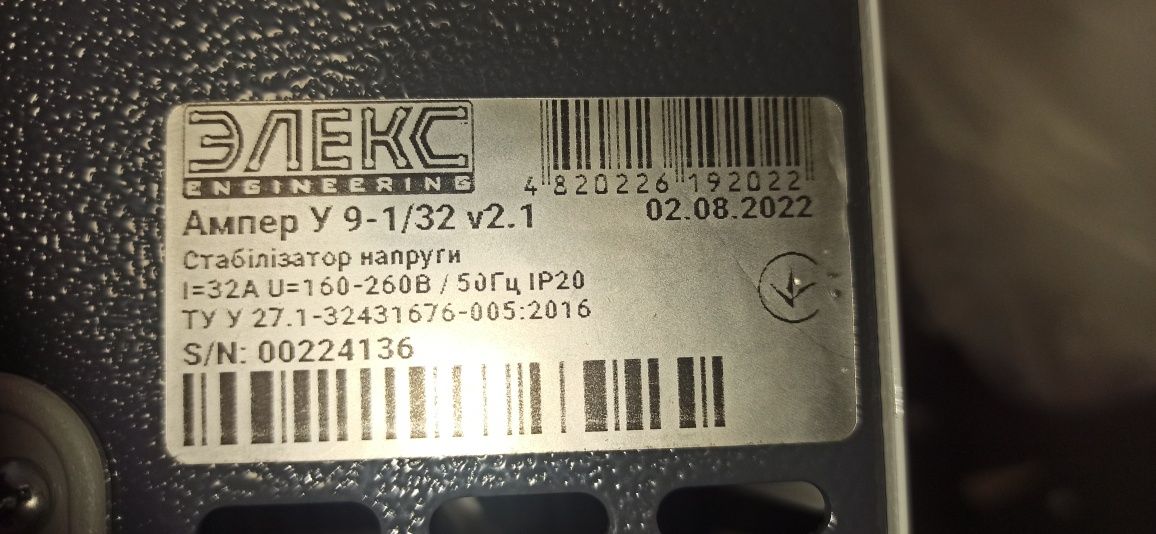 ЭЛЕКС
ENGINEERING
4 820226 192022
Ампер У 9-1/32 v2.1
02.08.2022
Стабілізатор напруги
I=32A U=160-260В / 50Гц IP20
ТУ У 27.1-32431676-005:2016
S/N: 00224136